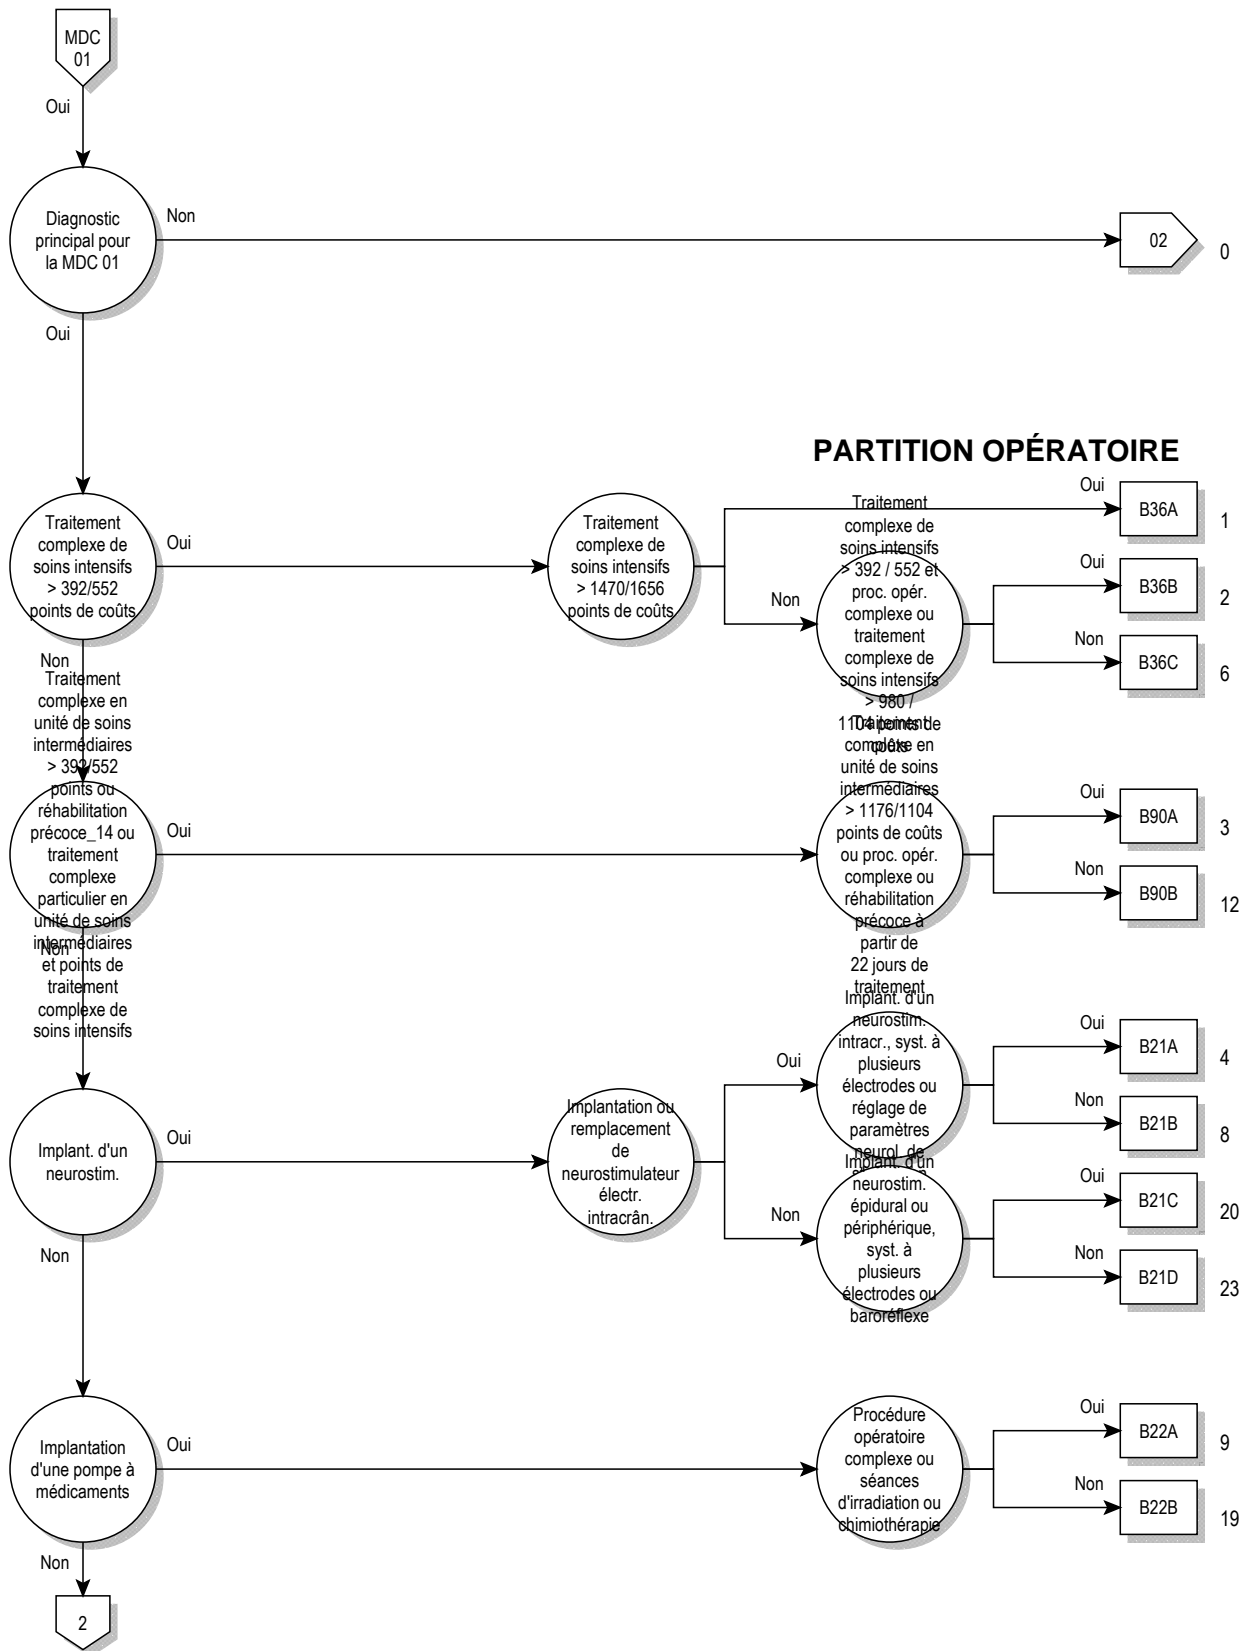 MDC
01
Oui
Diagnostic
principal pour
la MDC 01
Non
02
0
Oui
PARTITION OPÉRATOIRE
Traitement
complexe de
soins intensifs
> 392/552
points de coûts
Oui
Traitement
complexe de
soins intensifs
> 1470/1656
points de coûts
Oui
B36A
1
Non
Traitement
complexe de
soins intensifs
> 392 / 552 et
proc. opér.
complexe ou
traitement
complexe de
soins intensifs
> 980 /
1104 points de
coûts
Oui
B36B
2
Non
B36C
6
Non
Traitement
complexe en
unité de soins
intermédiaires
> 392/552
points ou
réhabilitation
précoce_14 ou
traitement
complexe
particulier en
unité de soins
intermédiaires
et points de
traitement
complexe de
soins intensifs
Oui
Traitement
complexe en
unité de soins
intermédiaires
> 1176/1104
points de coûts
ou proc. opér.
complexe ou
réhabilitation
précoce à
partir de
22 jours de
traitement
Oui
B90A
3
Non
B90B
12
Non
Implant. d'un
neurostim.
Oui
Implantation ou
remplacement
de
neurostimulateur
électr.
intracrân.
Oui
Implant. d'un
neurostim.
intracr., syst. à
plusieurs
électrodes ou
réglage de
paramètres
neurol. de
Oui
B21A
4
Non
B21B
8
Non
Implant. d'un
neurostim.
épidural ou
périphérique,
syst. à
plusieurs
électrodes ou
baroréflexe
Oui
B21C
20
Non
B21D
23
Non
Implantation
d'une pompe à
médicaments
Oui
Procédure
opératoire
complexe ou
séances
d'irradiation ou
chimiothérapie
Oui
B22A
9
Non
B22B
19
Non
2